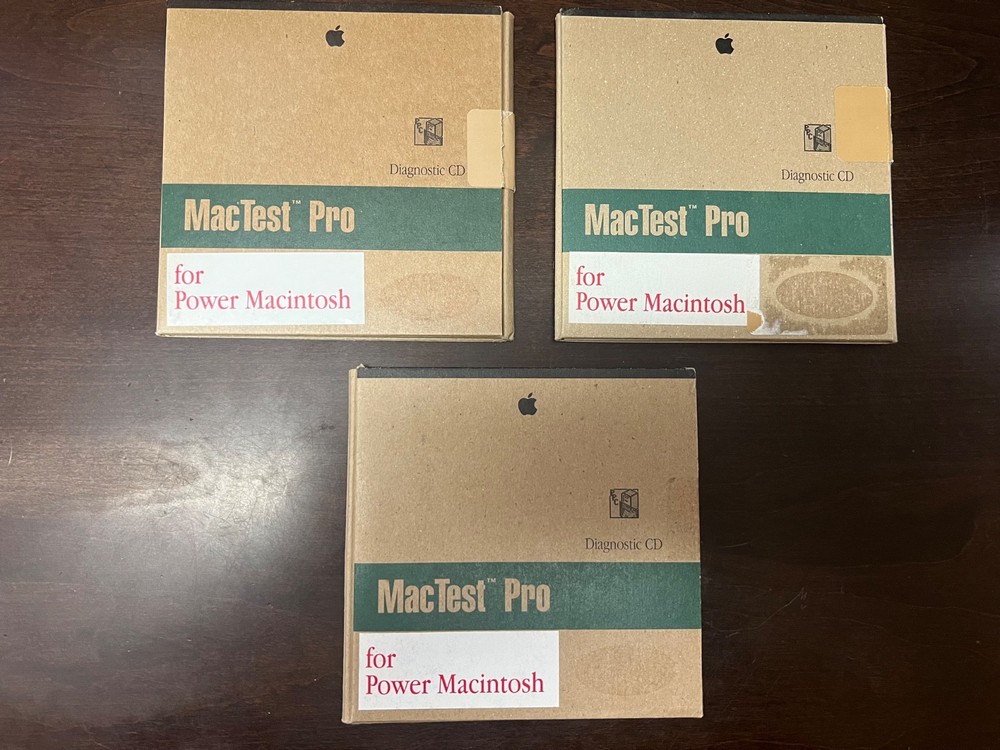 Diagnostic CD
MacTest™ Pro
for
Power Macintosh
Diagnostic CD
MacTest™ Pro
for
Power Macintosh
Diagnostic CD
MacTest™ Pro
for
Power Macintosh